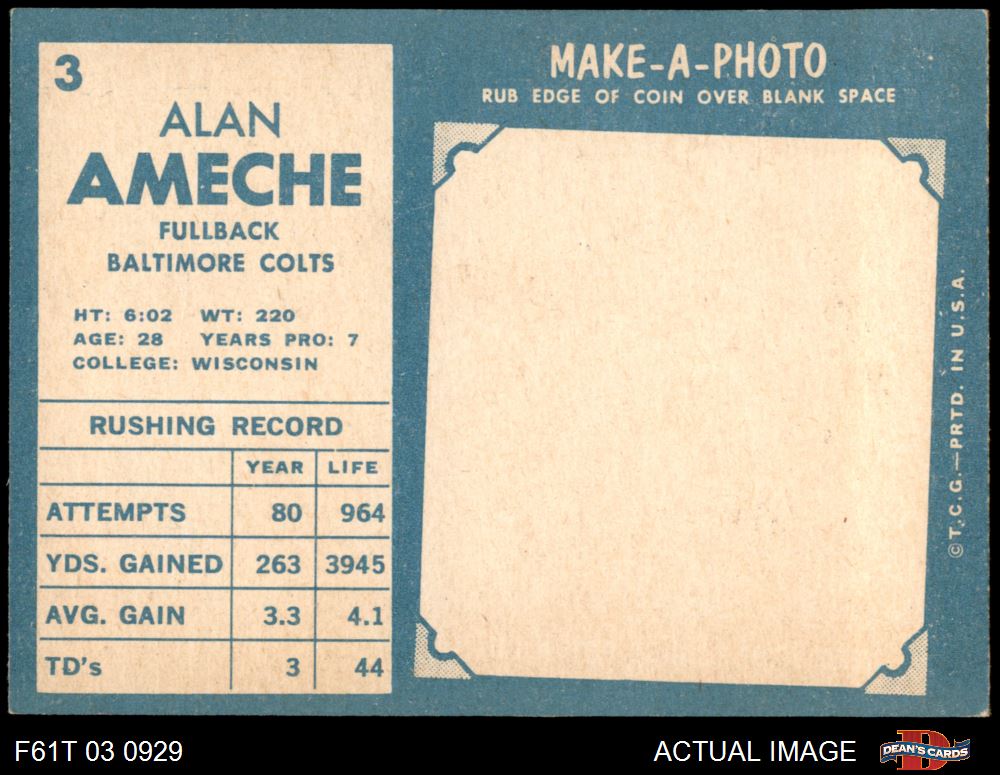 3
ALAN
AMECHE
FULLBACK
BALTIMORE COLTS
HT: 6:02 WT: 220
AGE: 28 YEARS PRO: 7
COLLEGE: WISCONSIN
RUSHING RECORD
YEAR LIFE
ATTEMPTS 80 964
YDS. GAINED 263 3945
AVG. GAIN 3.3 4.1
TD's 3 44
MAKE-A-PHOTO
RUB EDGE OF COIN OVER BLANK SPACE
© T.C.G.—PRTD. IN U.S.A.
F61T 03 0929
ACTUAL IMAGE
D
DEAN'S CARDS